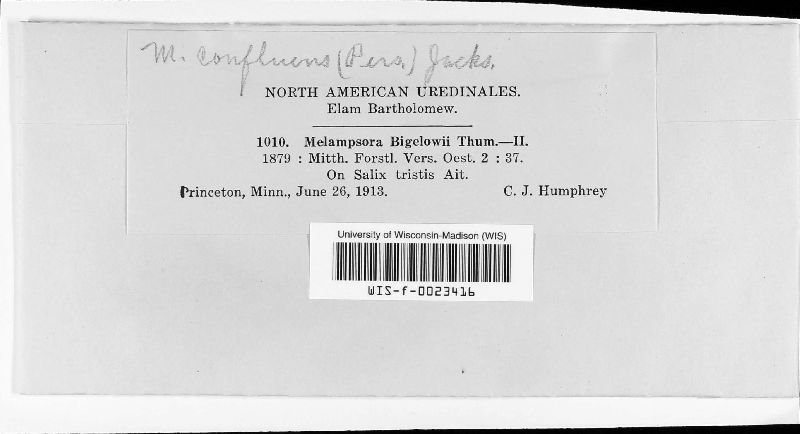 M. confluens (Pers.) Jacks.
NORTH AMERICAN UREDINALES.
Elam Bartholomew.
1010. Melampsora Bigelowii Thum.—II.
1879 : Mitth. Forstl. Vers. Oest. 2 : 37.
On Salix tristis Ait.
Princeton, Minn., June 26, 1913. C. J. Humphrey
University of Wisconsin-Madison (WIS)
WIS-f-0023416